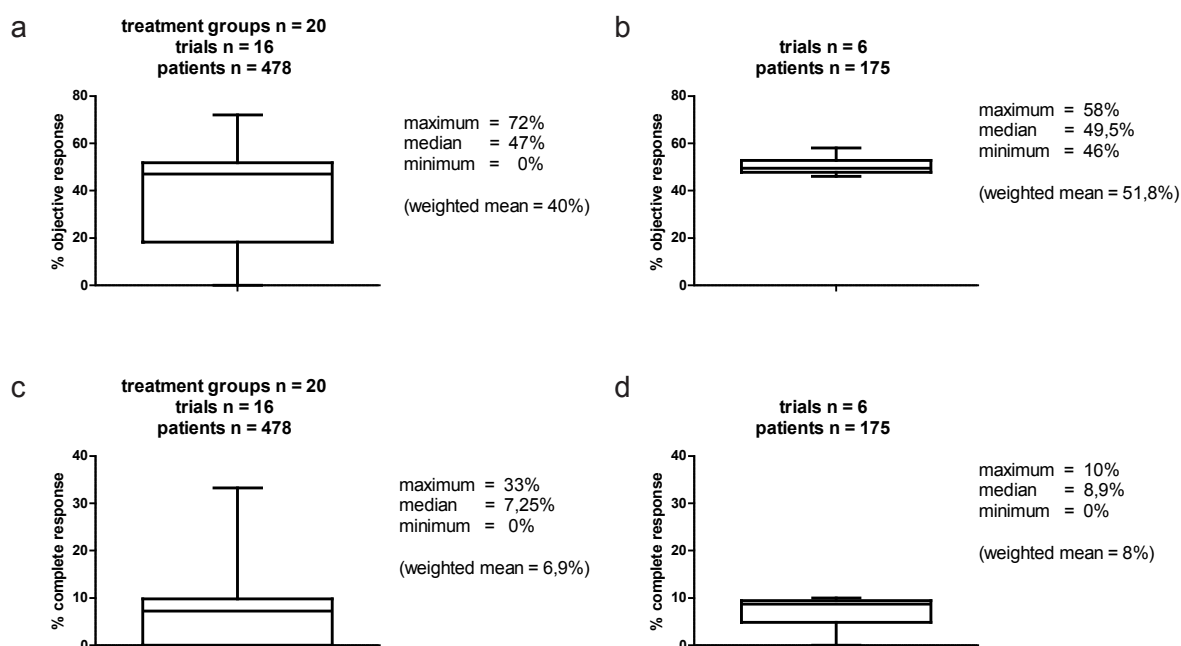 a
treatment groups n = 20
trials n = 16
patients n = 478
% objective response
80
60
40
20
0
maximum = 72%
median = 47%
minimum = 0%
(weighted mean = 40%)
b
trials n = 6
patients n = 175
% objective response
80
60
40
20
0
maximum = 58%
median = 49,5%
minimum = 46%
(weighted mean = 51,8%)
c
treatment groups n = 20
trials n = 16
patients n = 478
% complete response
40
30
20
10
0
maximum = 33%
median = 7,25%
minimum = 0%
(weighted mean = 6,9%)
d
trials n = 6
patients n = 175
% complete response
40
30
20
10
0
maximum = 10%
median = 8,9%
minimum = 0%
(weighted mean = 8%)